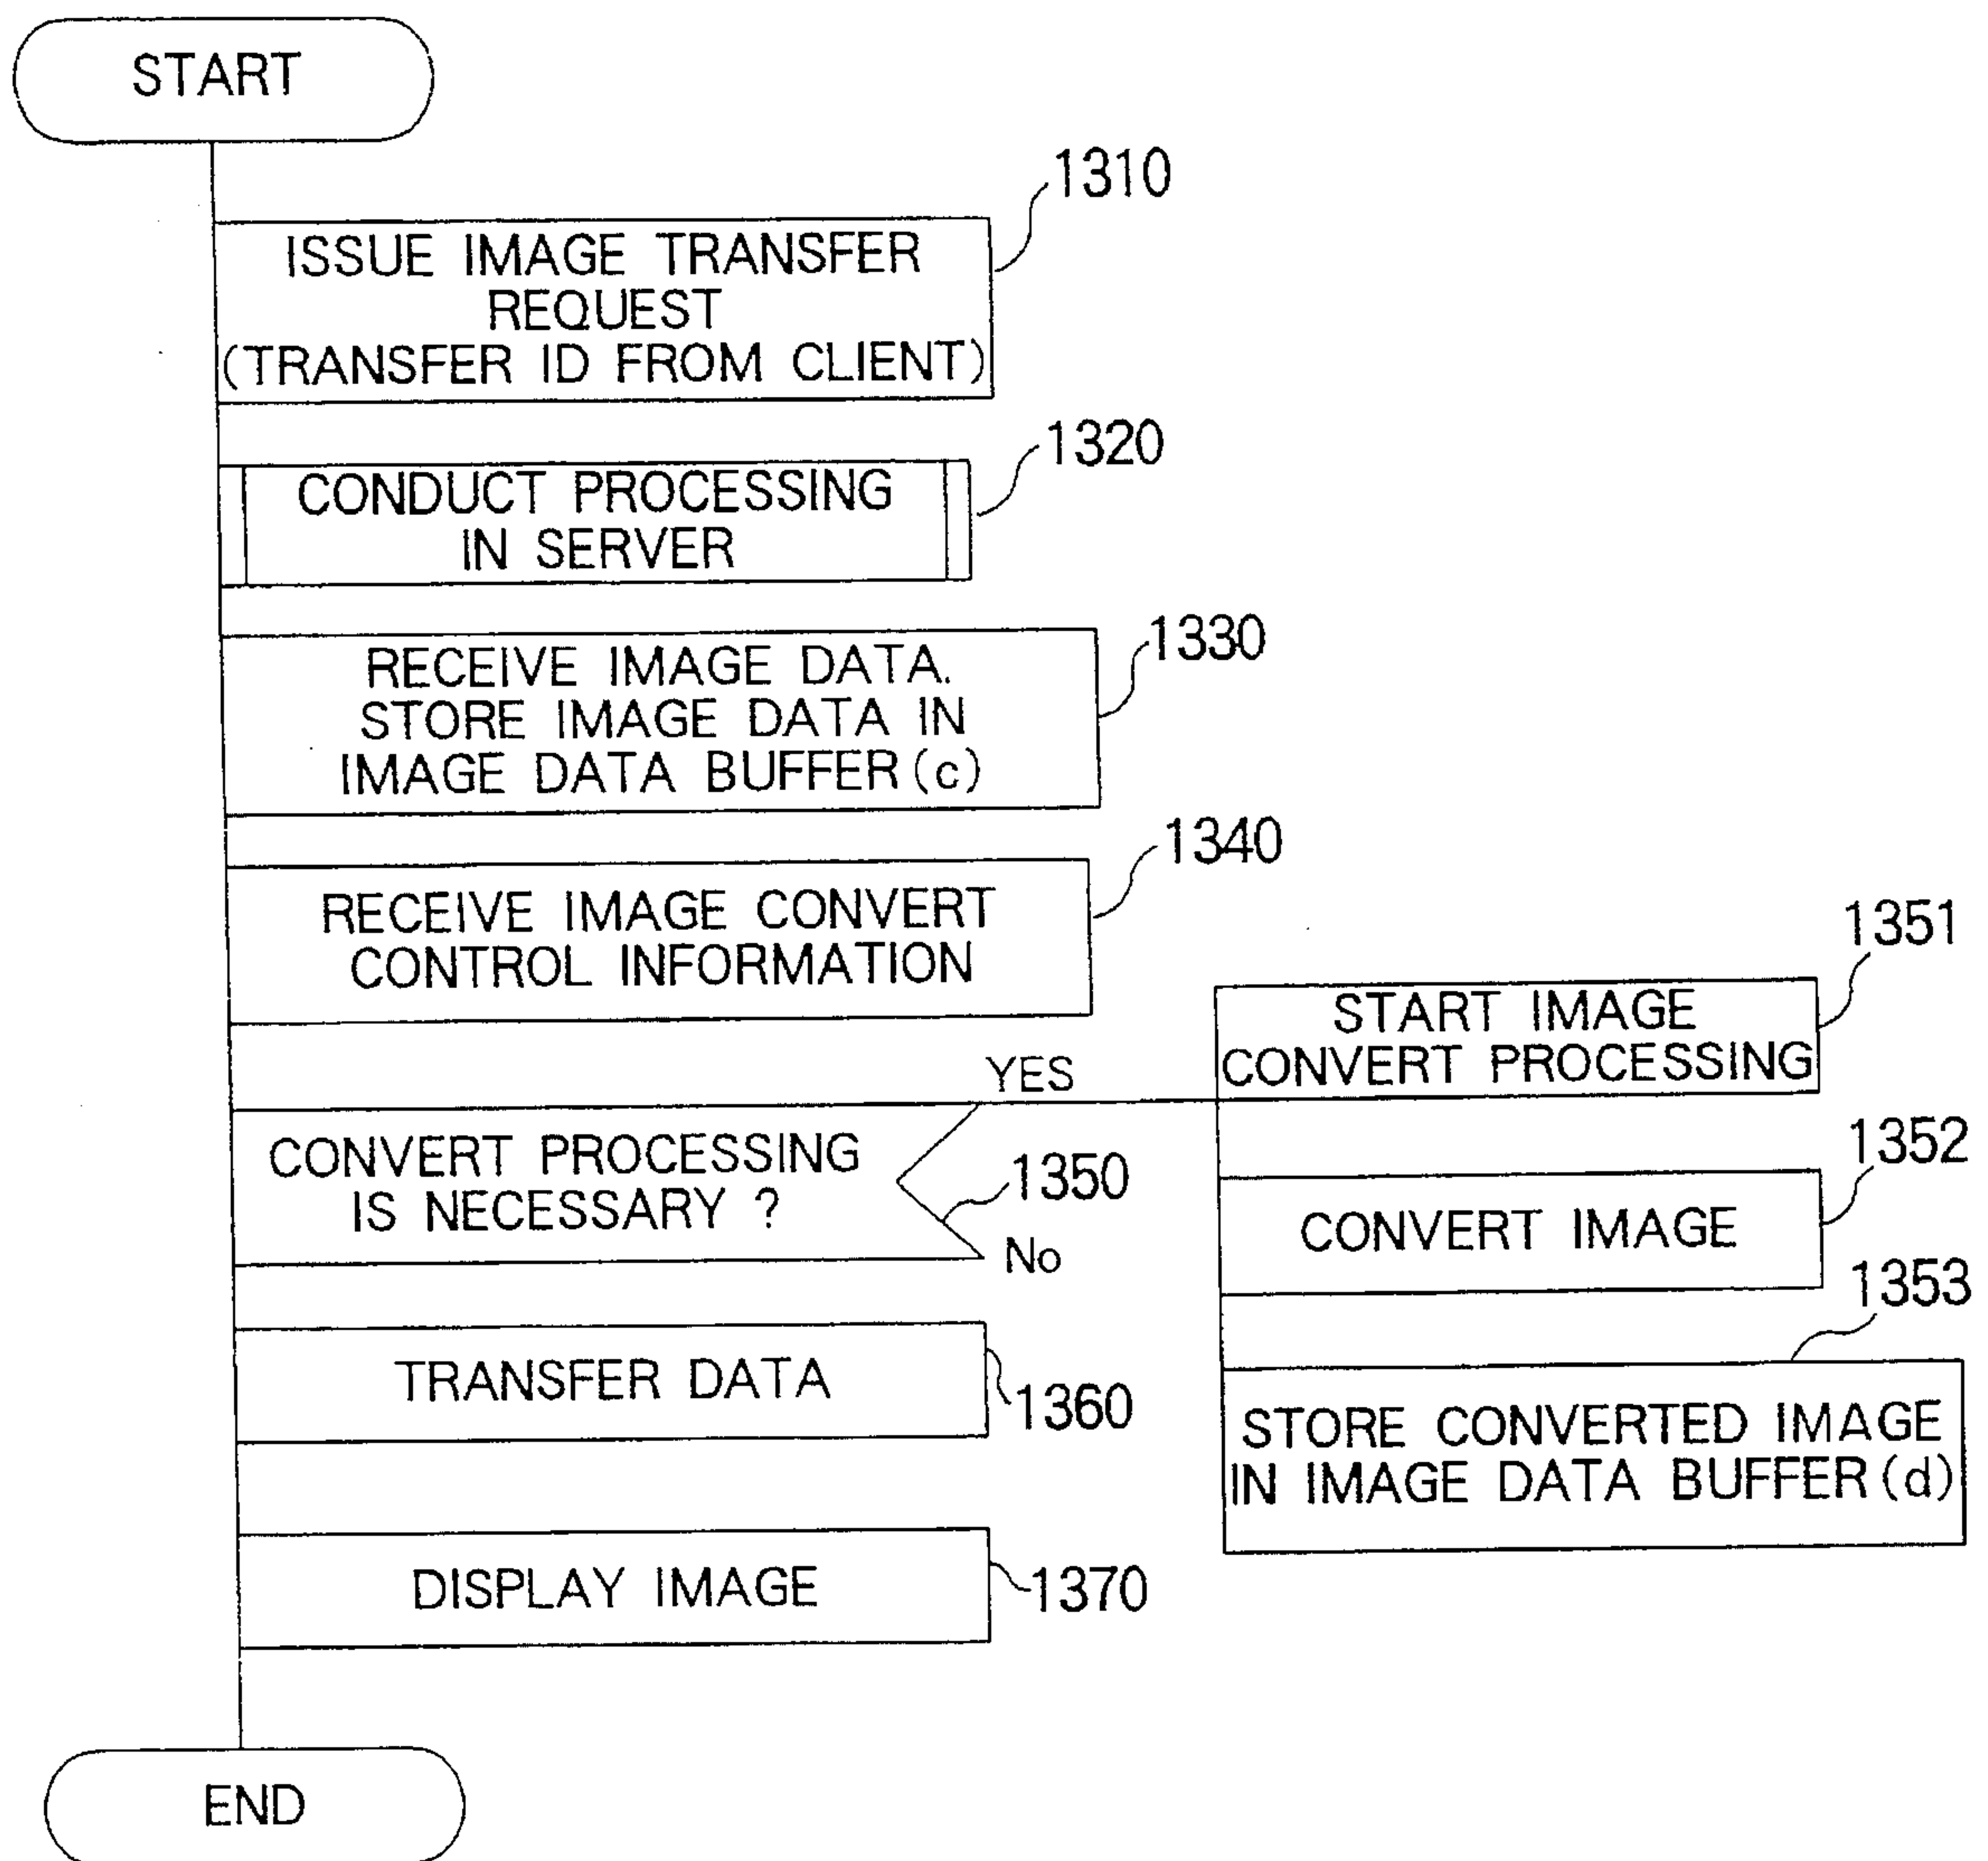 START
1310
ISSUE IMAGE TRANSFER
REQUEST
(TRANSFER ID FROM CLIENT)
1320
CONDUCT PROCESSING
IN SERVER
1330
RECEIVE IMAGE DATA.
STORE IMAGE DATA IN
IMAGE DATA BUFFER (c)
1340
RECEIVE IMAGE CONVERT
CONTROL INFORMATION
YES
CONVERT PROCESSING
IS NECESSARY ?
1350
No
1351
START IMAGE
CONVERT PROCESSING
1352
CONVERT IMAGE
1353
STORE CONVERTED IMAGE
IN IMAGE DATA BUFFER (d)
TRANSFER DATA
1360
DISPLAY IMAGE
1370
END